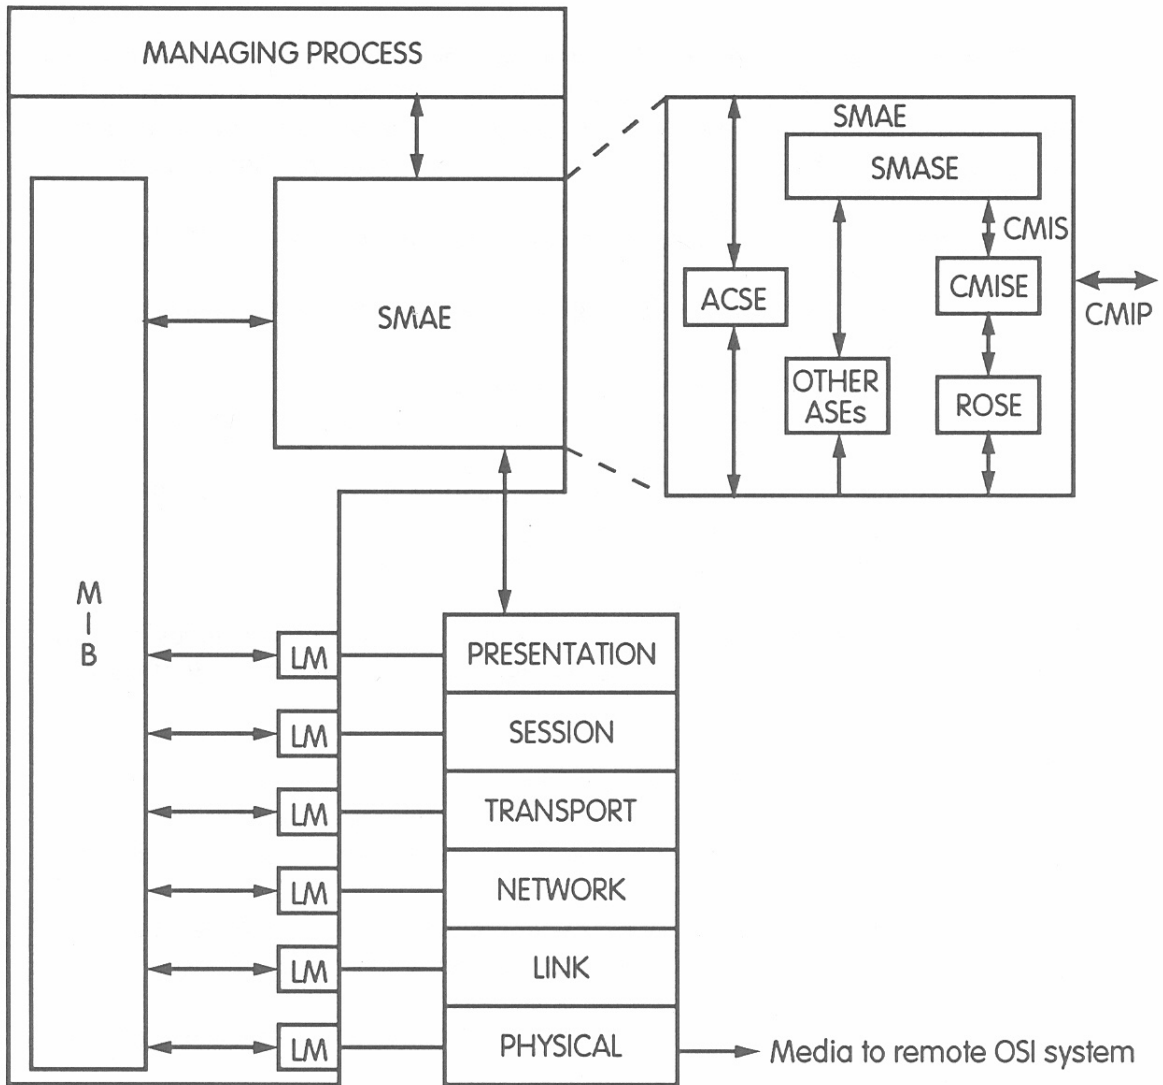 MANAGING PROCESS
SMAE
SMASE
CMIS
ACSE
CMISE
CMIP
SMAE
OTHER
ASEs
ROSE
M
I
B
LM
PRESENTATION
LM
SESSION
LM
TRANSPORT
LM
NETWORK
LM
LINK
LM
PHYSICAL
Media to remote OSI system